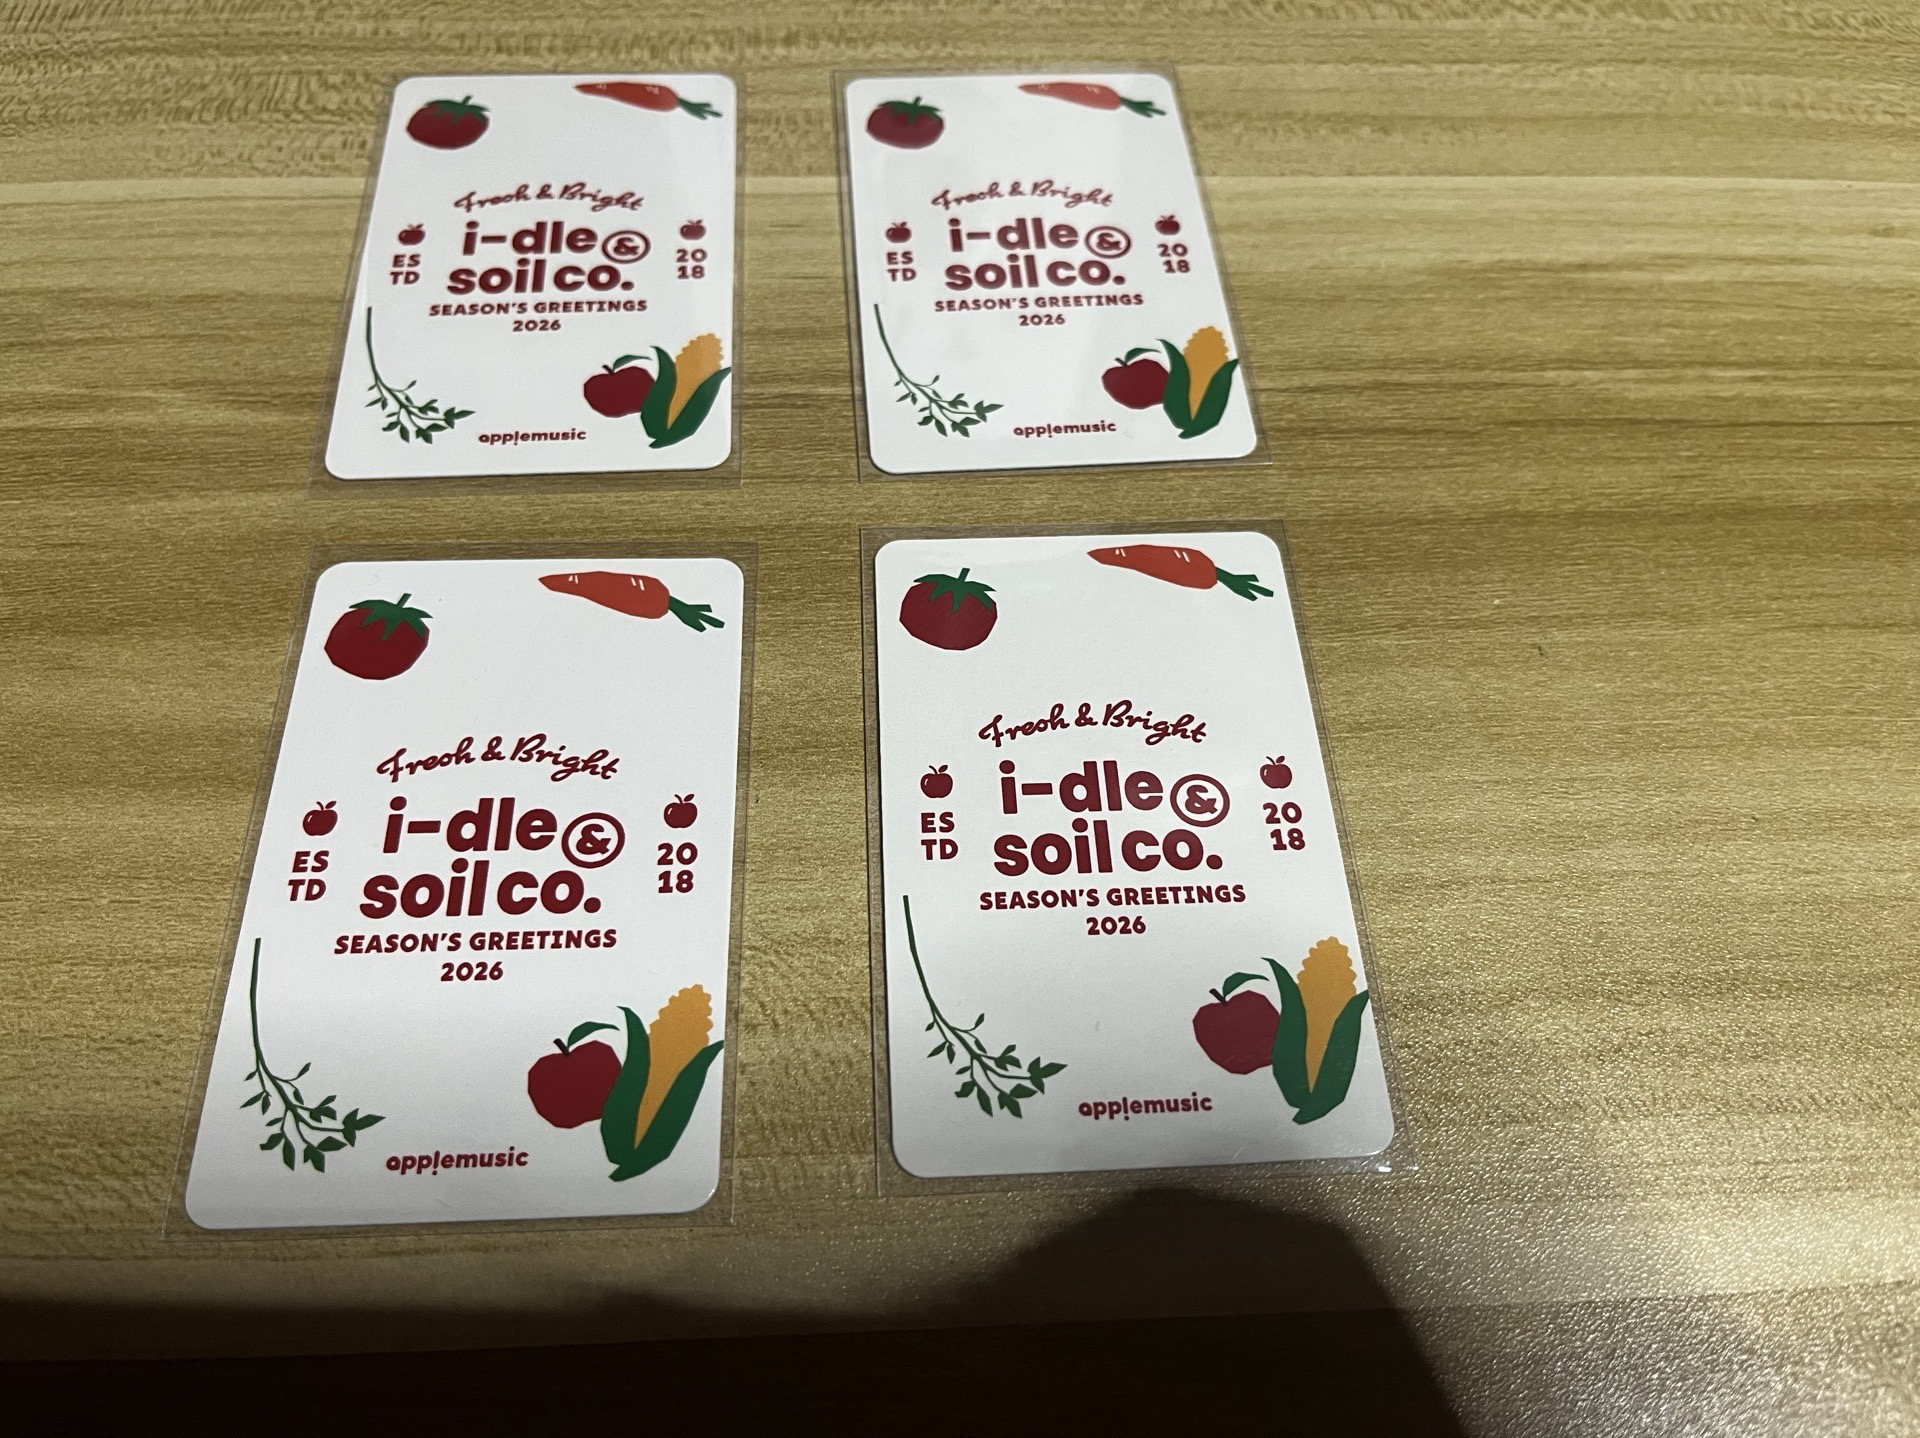 Fresh & Bright
i-dle &
soil co.
ES
TD
20
18
SEASON'S GREETINGS
2026
applemusic
Fresh & Bright
i-dle &
soil co.
ES
TD
20
18
SEASON'S GREETINGS
2026
applemusic
Fresh & Bright
i-dle &
soil co.
ES
TD
20
18
SEASON'S GREETINGS
2026
applemusic
Fresh & Bright
i-dle &
soil co.
ES
TD
20
18
SEASON'S GREETINGS
2026
applemusic